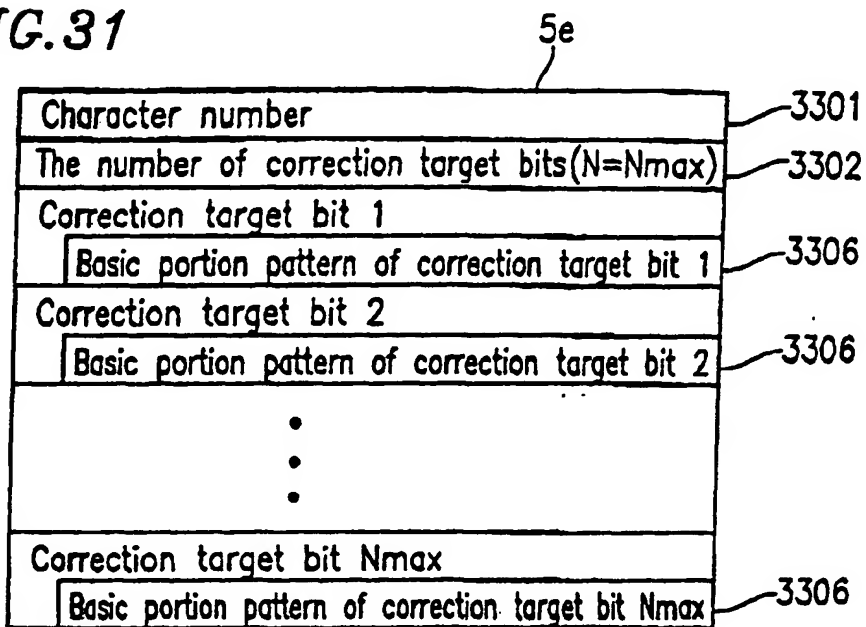 G.31
5e
Character number
3301
The number of correction target bits(N=Nmax)
3302
Correction target bit 1
Basic portion pattern of correction target bit 1
3306
Correction target bit 2
Basic portion pattern of correction target bit 2
3306
Correction target bit Nmax
Basic portion pattern of correction target bit Nmax
3306